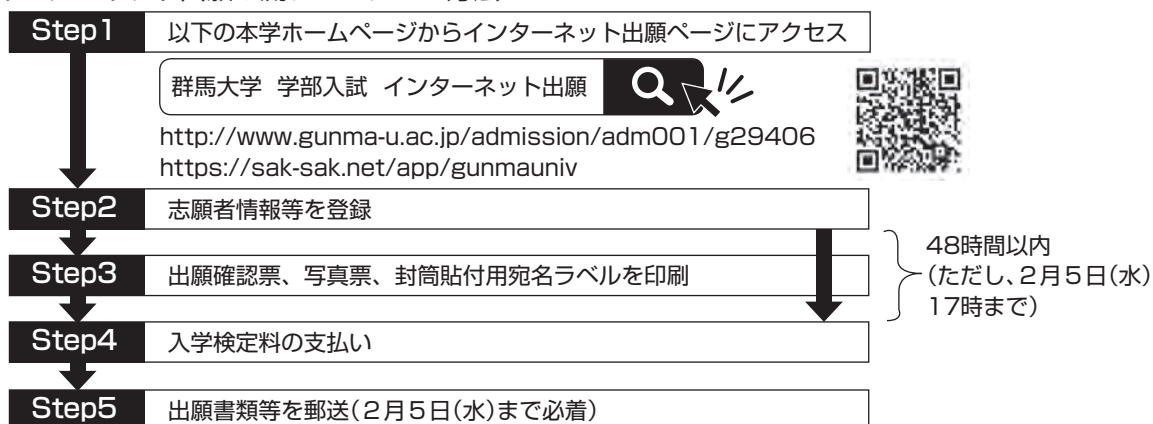 Step1 以下の本学ホームページからインターネット出願ページにアクセス
群馬大学 学部入試 インターネット出願
http://www.gunma-u.ac.jp/admission/adm001/g29406
https://sak-sak.net/app/gunmauniv
Step2 志願者情報等を登録
Step3 出願確認票、写真票、封筒貼付用宛名ラベルを印刷
48時間以内
(ただし、2月5日(水)
17時まで)
Step4 入学検定料の支払い
Step5 出願書類等を郵送(2月5日(水)まで必着)